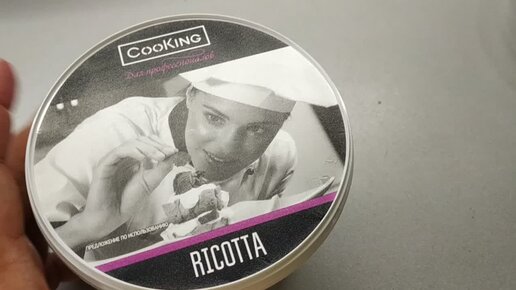 COOKING
Для профессионалов
ПРЕДЛОЖЕНИЕ ПО ИСПОЛЬЗОВАНИЮ
RICOTTA